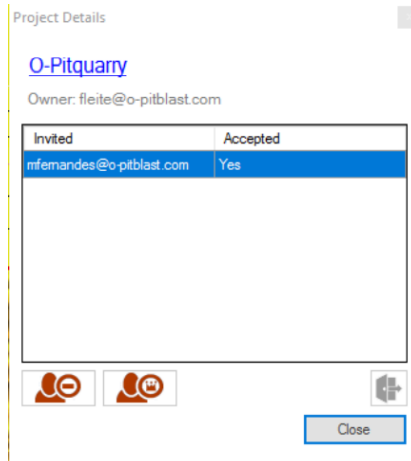 Project Details
O-Pitquarry
Owner: fleite@o-pitblast.com
Invited Accepted
mfernandes@o-pitblast.com Yes
Close